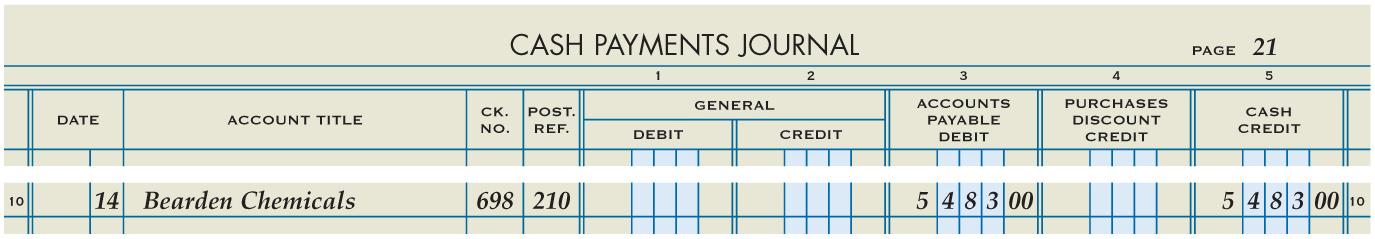 CASH PAYMENTS JOURNAL
PAGE 21
1 2 3 4 5
DATE ACCOUNT TITLE CK. NO. POST. REF. GENERAL DEBIT CREDIT ACCOUNTS PAYABLE DEBIT PURCHASES DISCOUNT CREDIT CASH CREDIT
10 14 Bearden Chemicals 698 210 5 4 8 3 00 5 4 8 3 00 10